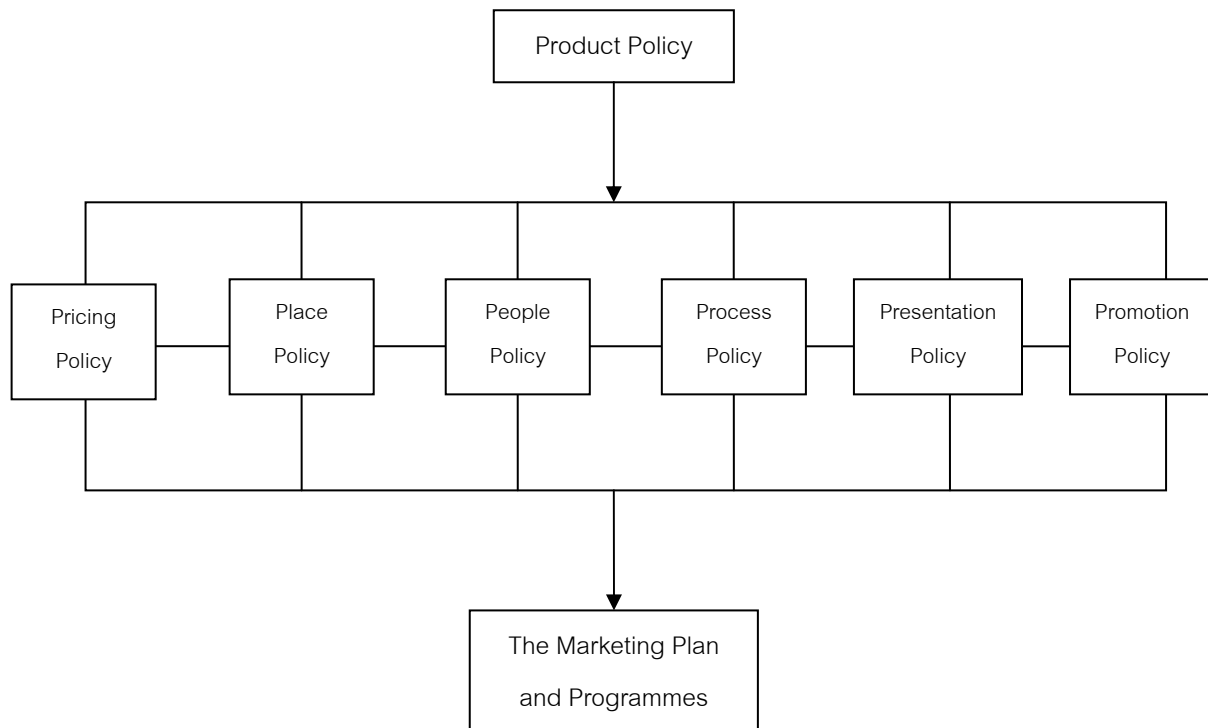 Product Policy
Pricing
Policy
Place
Policy
People
Policy
Process
Policy
Presentation
Policy
Promotion
Policy
The Marketing Plan
and Programmes